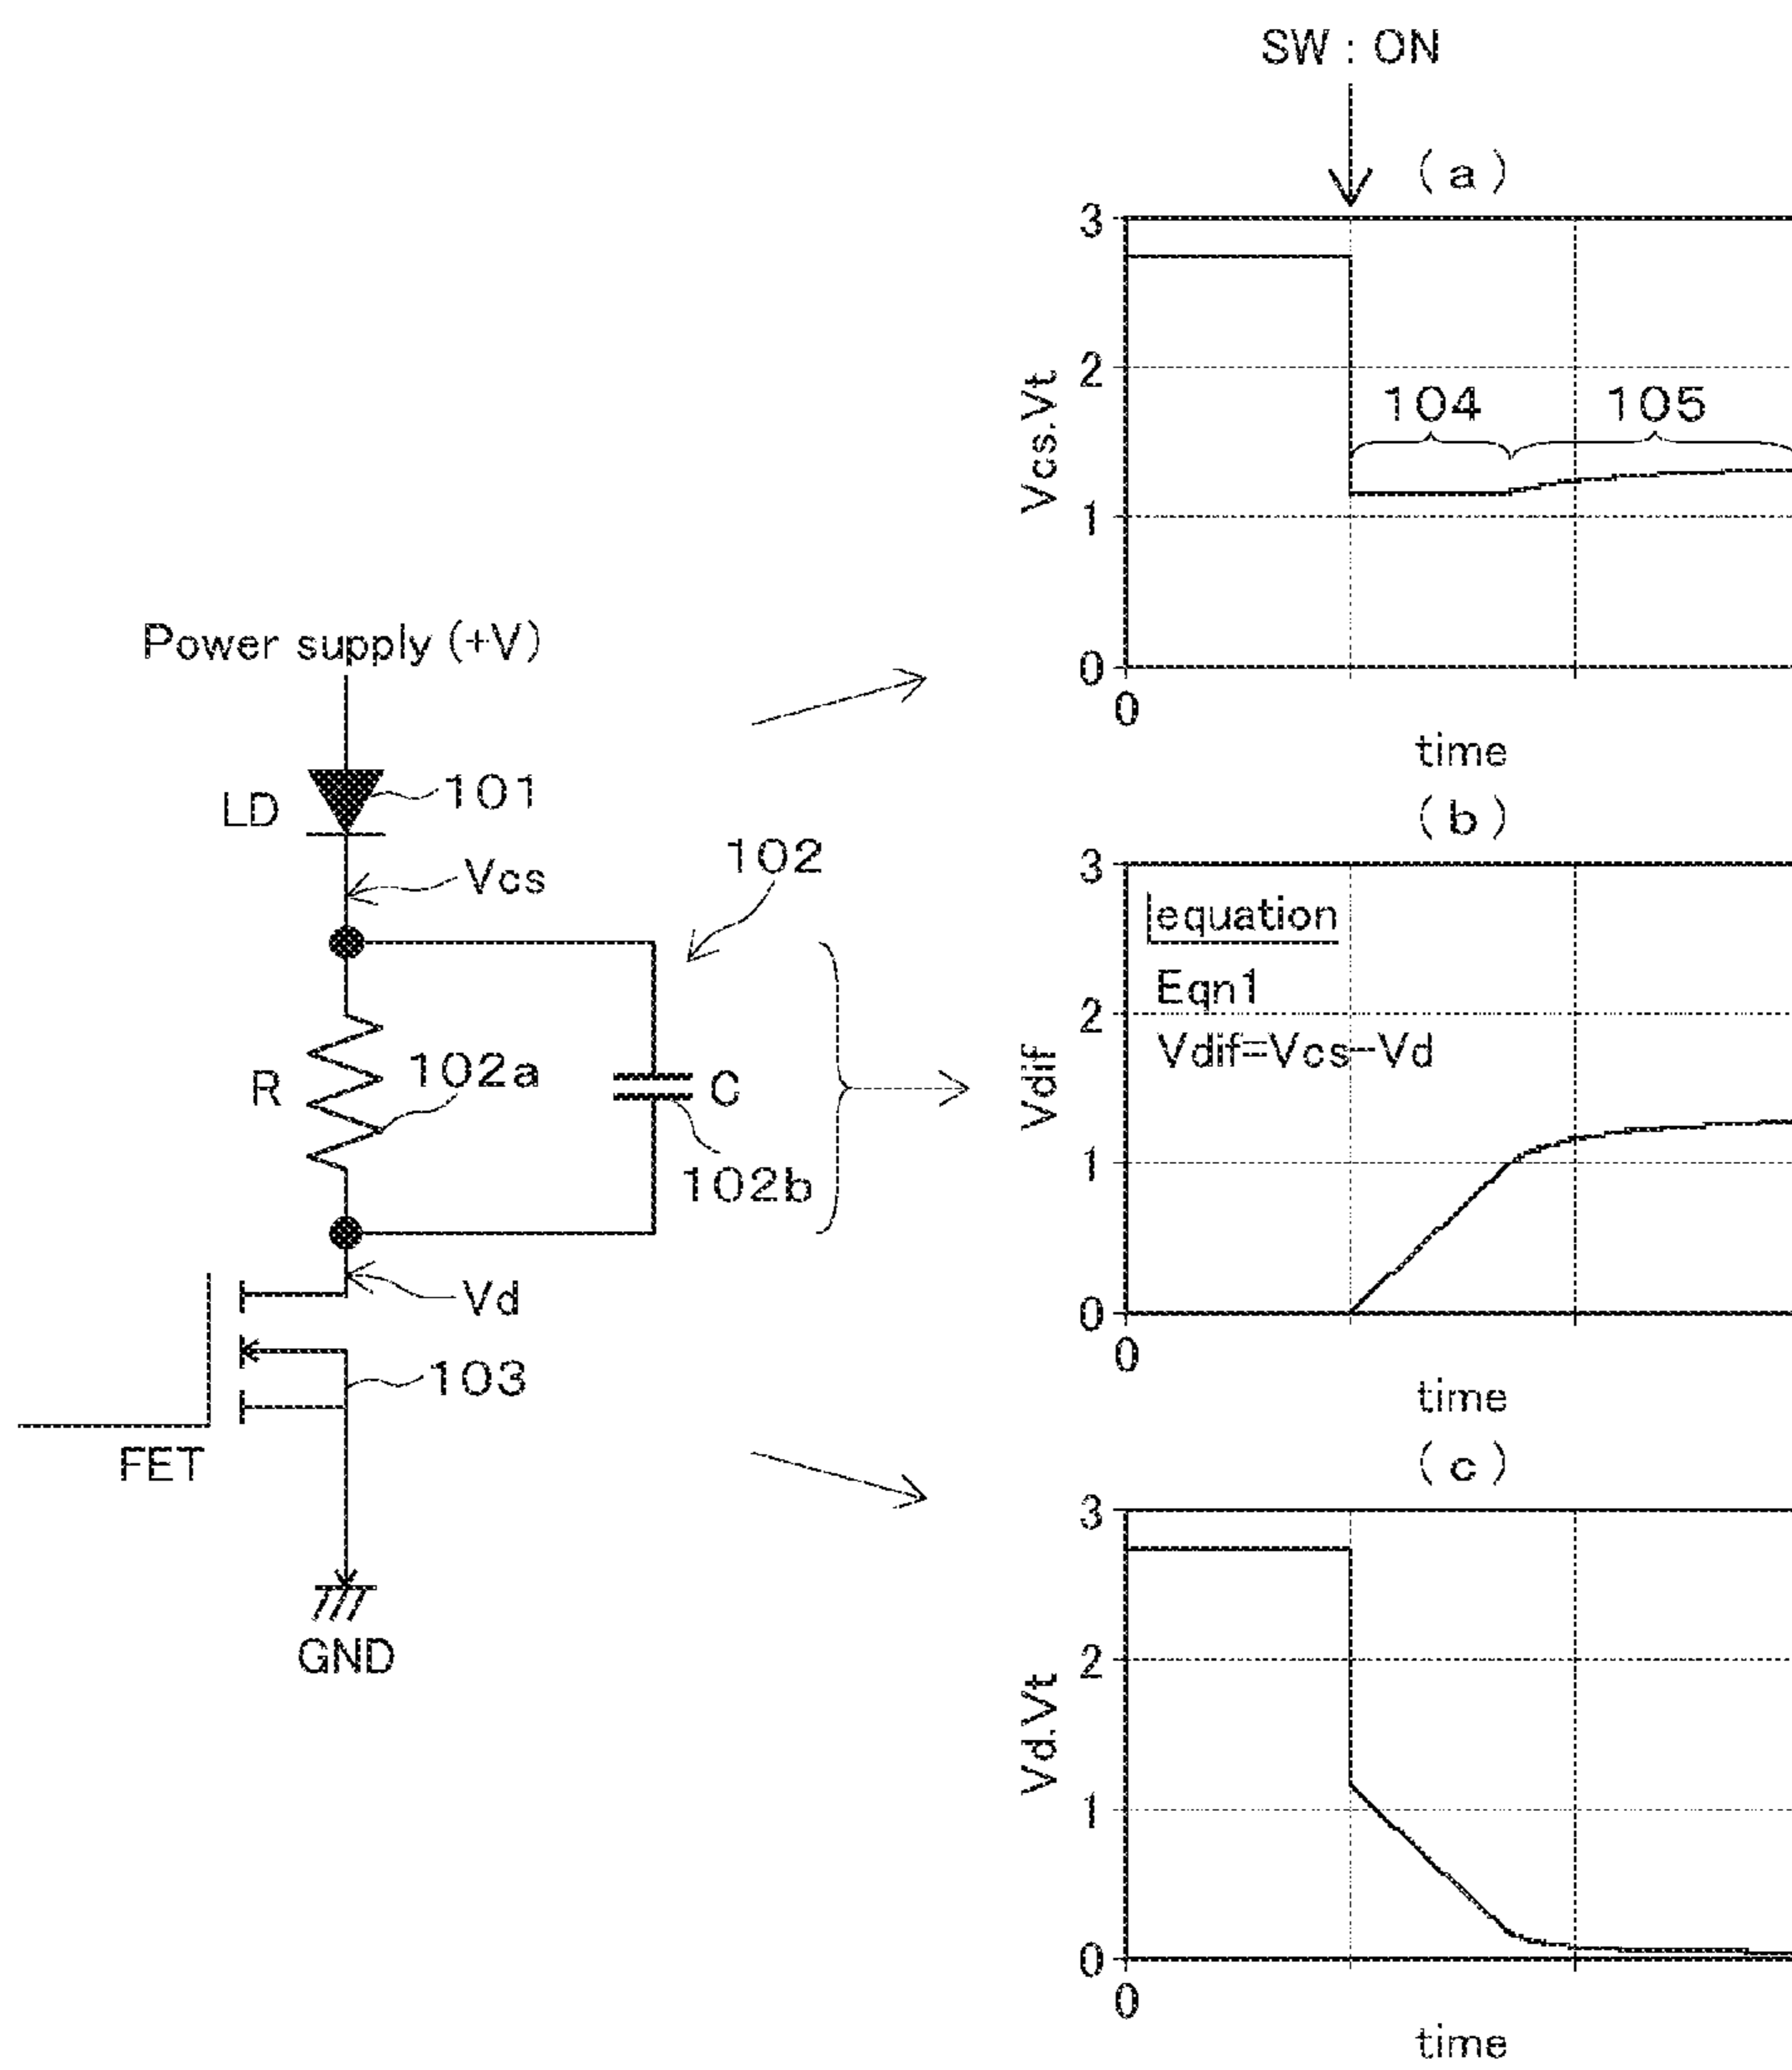 SW : ON
(a)
3
2
1
0
0
Vcs.Vt
104
105
time
Power supply (+V)
LD
101
Vcs
102
R
102a
C
102b
Vd
103
FET
GND
(b)
3
2
1
0
0
Vdif
equation
Eqn1
Vdif=Vcs-Vd
time
(c)
3
2
1
0
0
Vd.Vt
time